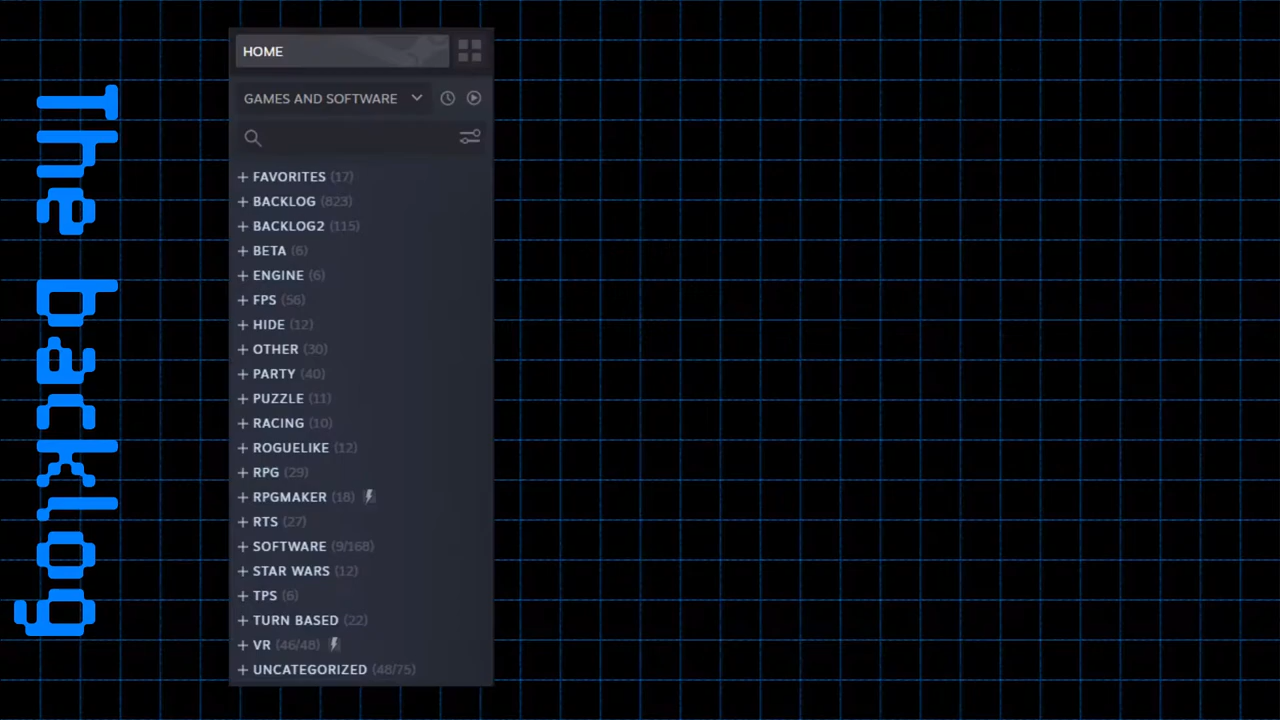 The backlog
HOME
GAMES AND SOFTWARE
+ FAVORITES (17)
+ BACKLOG (823)
+ BACKLOG2 (115)
+ BETA (6)
+ ENGINE (6)
+ FPS (56)
+ HIDE (12)
+ OTHER (30)
+ PARTY (40)
+ PUZZLE (11)
+ RACING (10)
+ ROGUELIKE (12)
+ RPG (29)
+ RPGMAKER (18)
+ RTS (27)
+ SOFTWARE (9/168)
+ STAR WARS (12)
+ TPS (6)
+ TURN BASED (22)
+ VR (46/48)
+ UNCATEGORIZED (48/75)